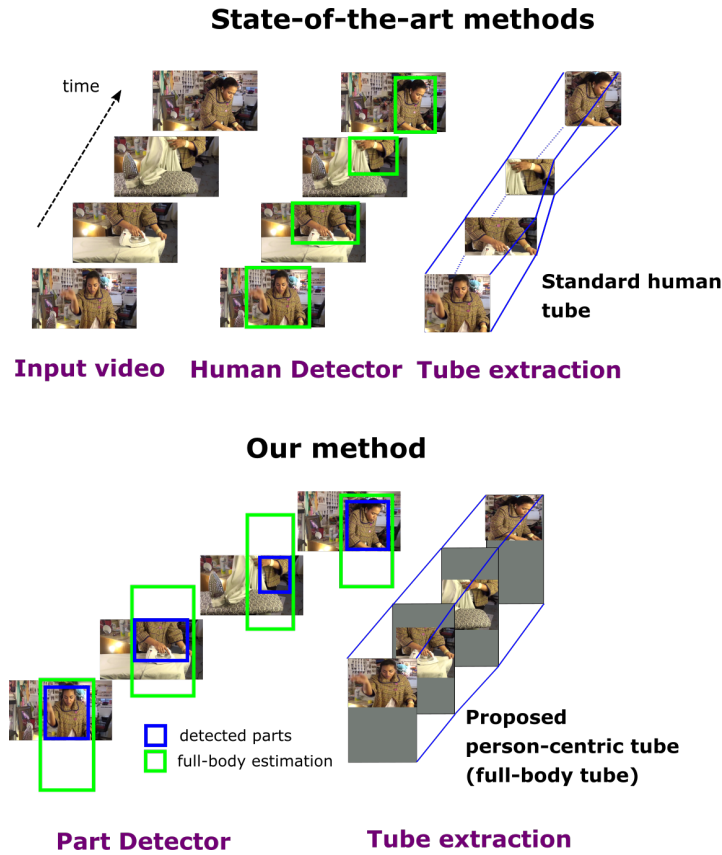 State-of-the-art methods
time
Standard human
tube
Input video
Human Detector
Tube extraction
Our method
detected parts
full-body estimation
Proposed
person-centric tube
(full-body tube)
Part Detector
Tube extraction